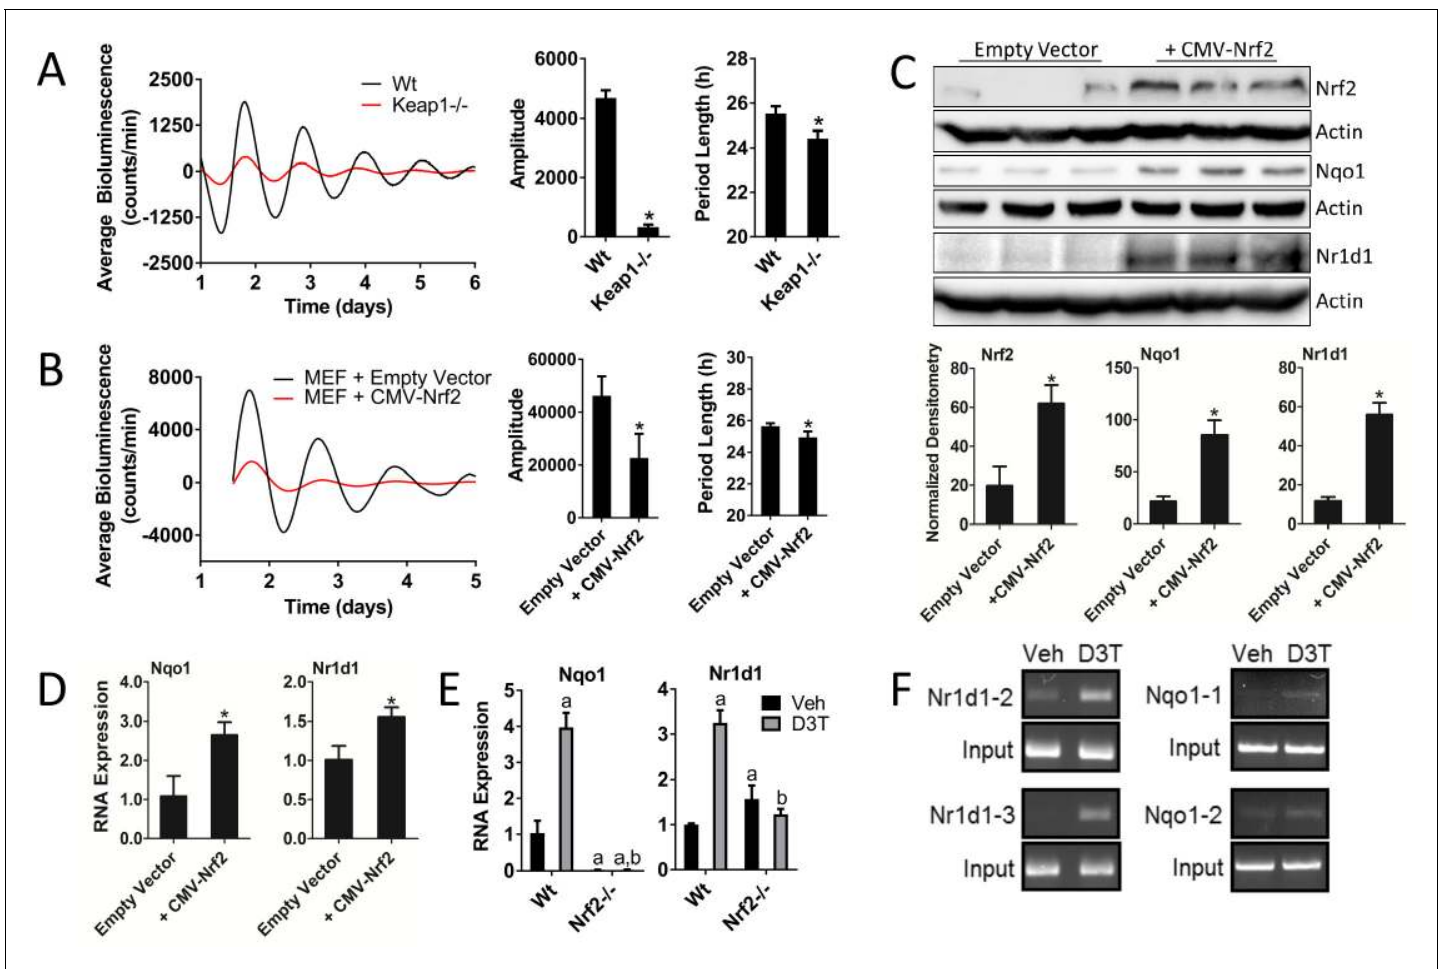 A
Average Bioluminescence
(counts/min)
2500
1250
0
-1250
-2500
1 2 3 4 5 6
Time (days)
Wt
Keap1-/-
Amplitude
6000
4000
2000
0
*
Wt
Keap1-/-
Period Length (h)
28
26
24
22
20
*
Wt
Keap1-/-
B
Average Bioluminescence
(counts/min)
8000
4000
0
-4000
1 2 3 4 5
Time (days)
MEF + Empty Vector
MEF + CMV-Nrf2
Amplitude
60000
40000
20000
0
*
Empty Vector
+ CMV-Nrf2
Period Length (h)
30
28
26
24
22
20
*
Empty Vector
+ CMV-Nrf2
C
Empty Vector + CMV-Nrf2
Nrf2
Actin
Nqo1
Actin
Nr1d1
Actin
Normalized Densitometry
Nrf2
80
60
40
20
0
*
Empty Vector
+CMV-Nrf2
Nqo1
150
100
50
0
*
Empty Vector
+ CMV-Nrf2
Nr1d1
80
60
40
20
0
*
Empty Vector
+ CMV-Nrf2
D
RNA Expression
Nqo1
4.0
3.0
2.0
1.0
0.0
*
Empty Vector
+ CMV-Nrf2
Nr1d1
2.0
1.5
1.0
0.5
0.0
*
Empty Vector
+ CMV-Nrf2
E
RNA Expression
Nqo1
5
4
3
2
1
0
a
a a,b
Wt
Nrf2-/-
Nr1d1
4
3
2
1
0
a
a
b
Wt
Nrf2-/-
Veh
D3T
F
Veh D3T
Nr1d1-2
Input
Nr1d1-3
Input
Veh D3T
Nqo1-1
Input
Nqo1-2
Input